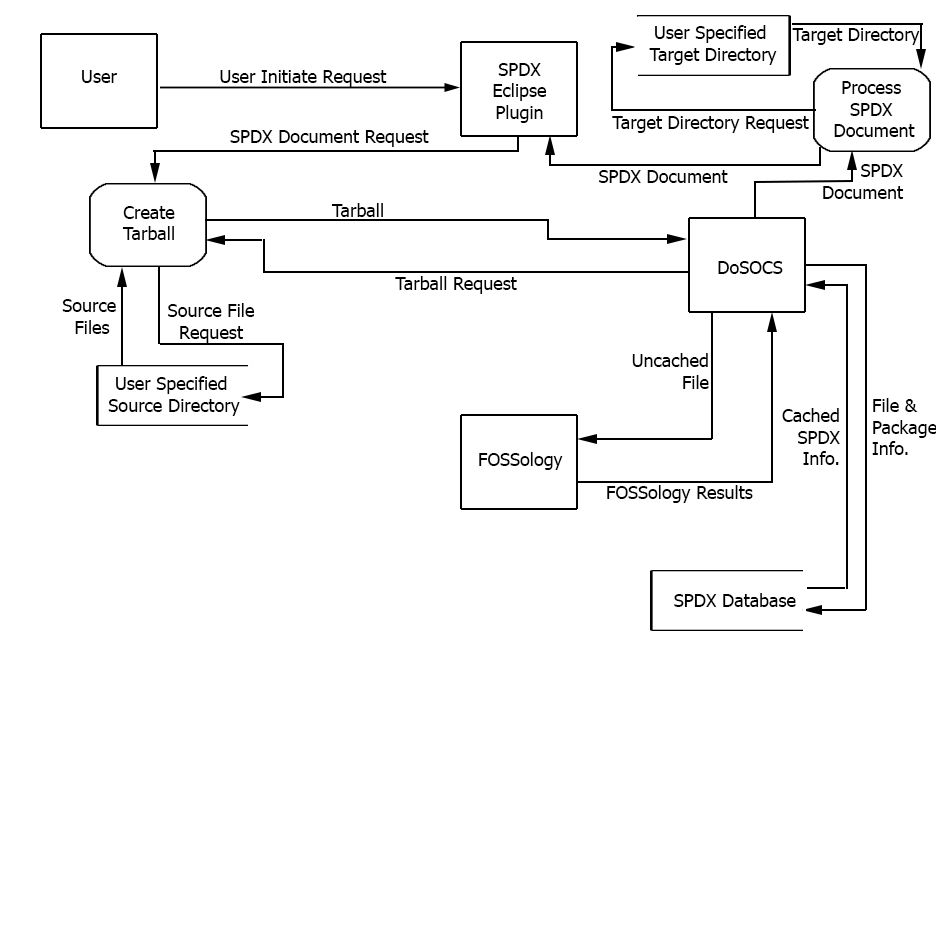 User
User Initiate Request
SPDX
Eclipse
Plugin
User Specified
Target Directory
Target Directory
Process
SPDX
Document
Target Directory Request
SPDX Document Request
SPDX Document
SPDX
Document
Create
Tarball
Tarball
DoSOCS
Tarball Request
Source
Files
Source File
Request
User Specified
Source Directory
Uncached
File
Cached
SPDX
Info.
File &
Package
Info.
FOSSology
FOSSology Results
SPDX Database